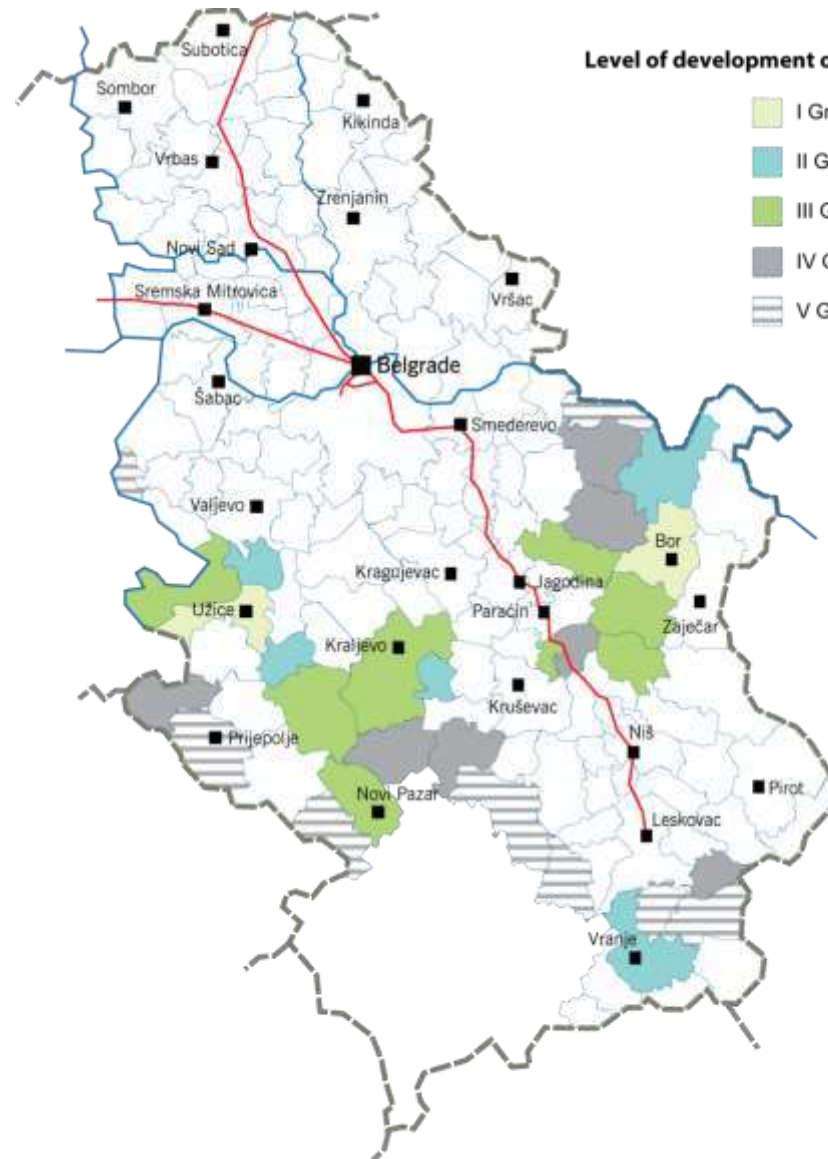 Subotica
Level of development o
Sombor
Kikinda
I Gr
Vrbas
II G
Zrenjanin
III G
Novi Sad
IV G
Vršac
Sremska Mitrovica
V G
Belgrade
Šabac
Smederevo
Valjevo
Bor
Kragujevac
Jagodina
Užice
Paraćin
Zaječar
Kraljevo
Kruševac
Prijepolje
Niš
Novi Pazar
Pirot
Leskovac
Vranje